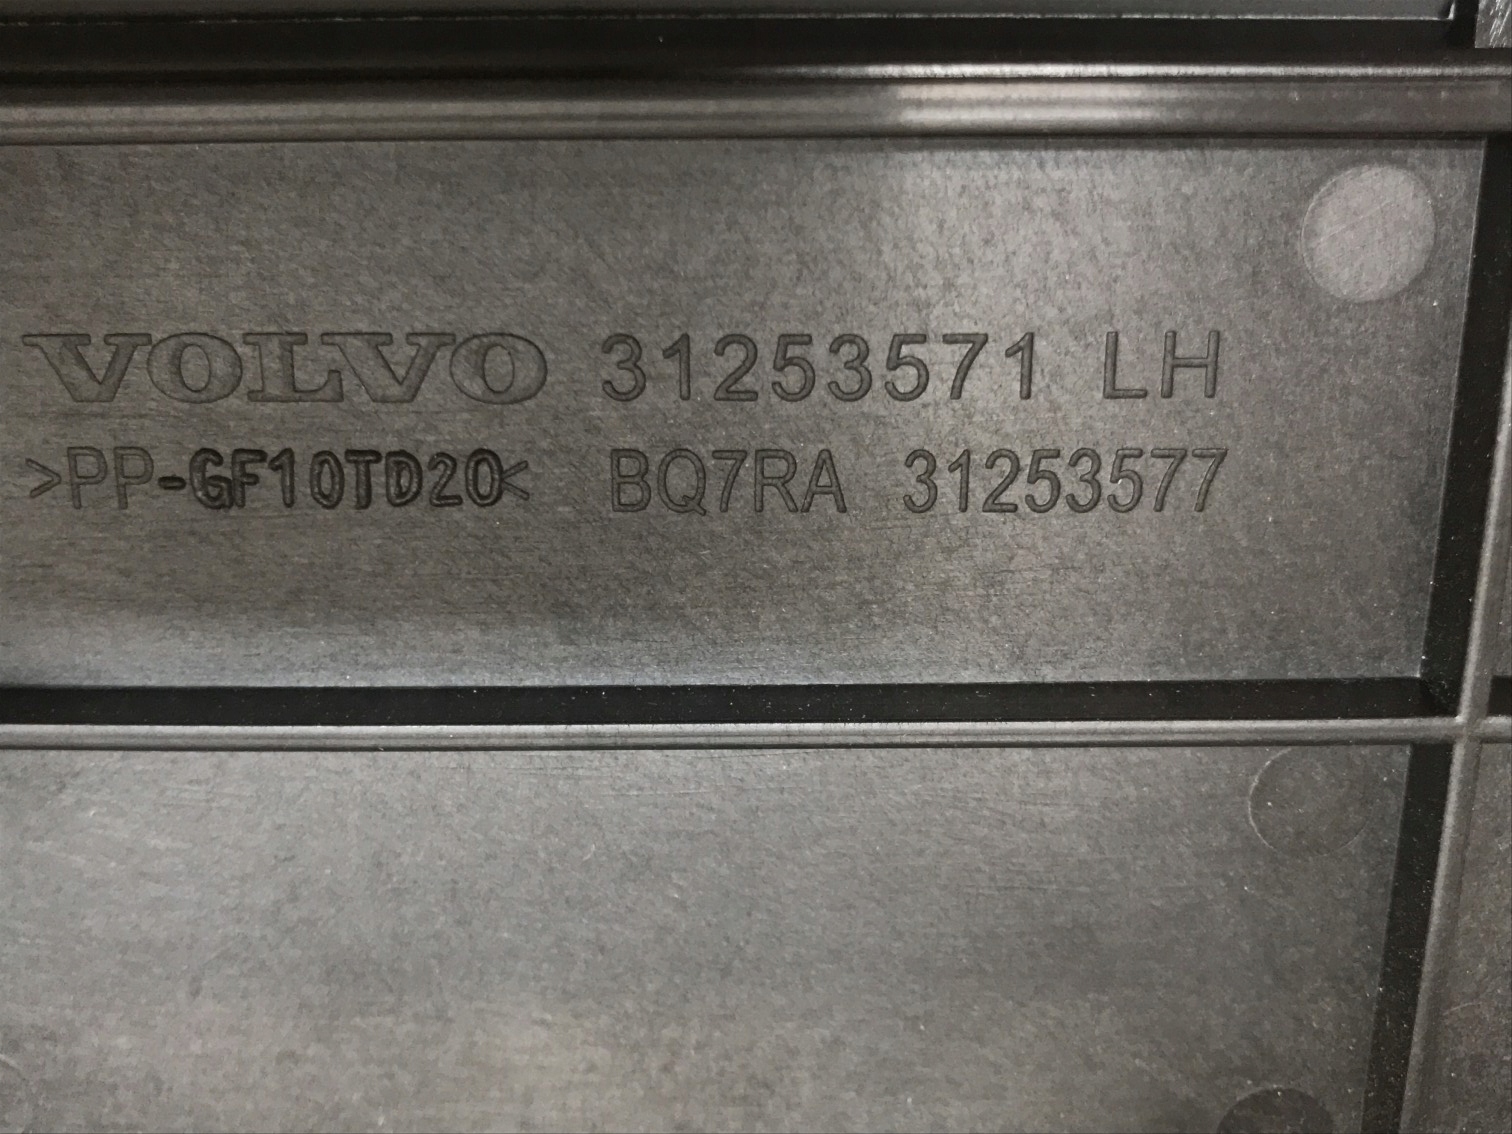 VOLVO 31253571 LH
>PP-GF10TD20< BQ7RA 31253577